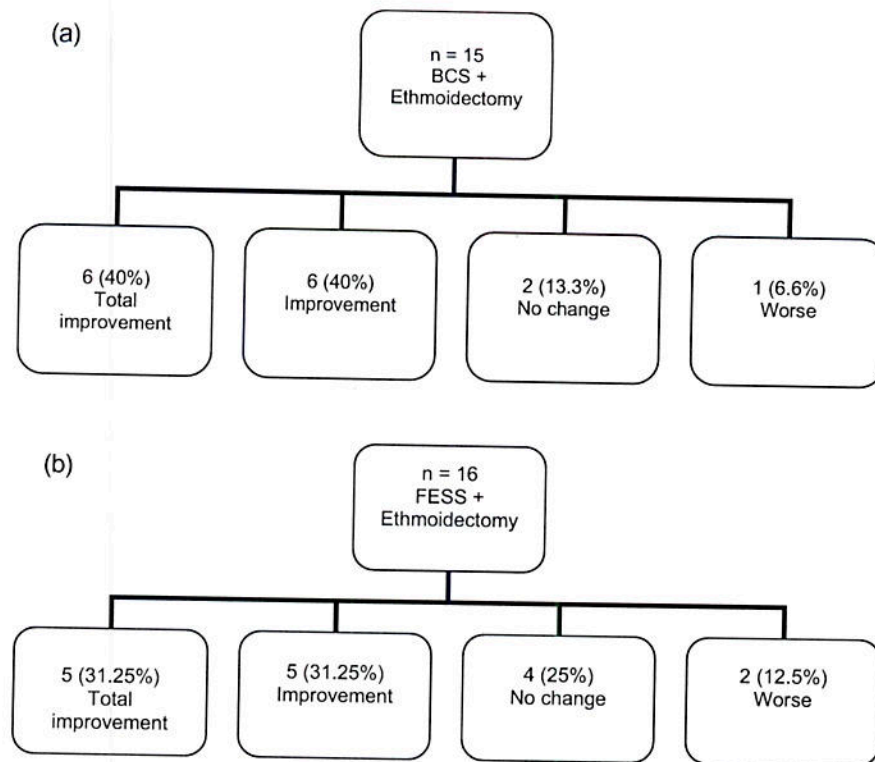 (a)
n = 15
BCS +
Ethmoidectomy
6 (40%)
Total
improvement
6 (40%)
Improvement
2 (13.3%)
No change
1 (6.6%)
Worse
(b)
n = 16
FESS +
Ethmoidectomy
5 (31.25%)
Total
improvement
5 (31.25%)
Improvement
4 (25%)
No change
2 (12.5%)
Worse